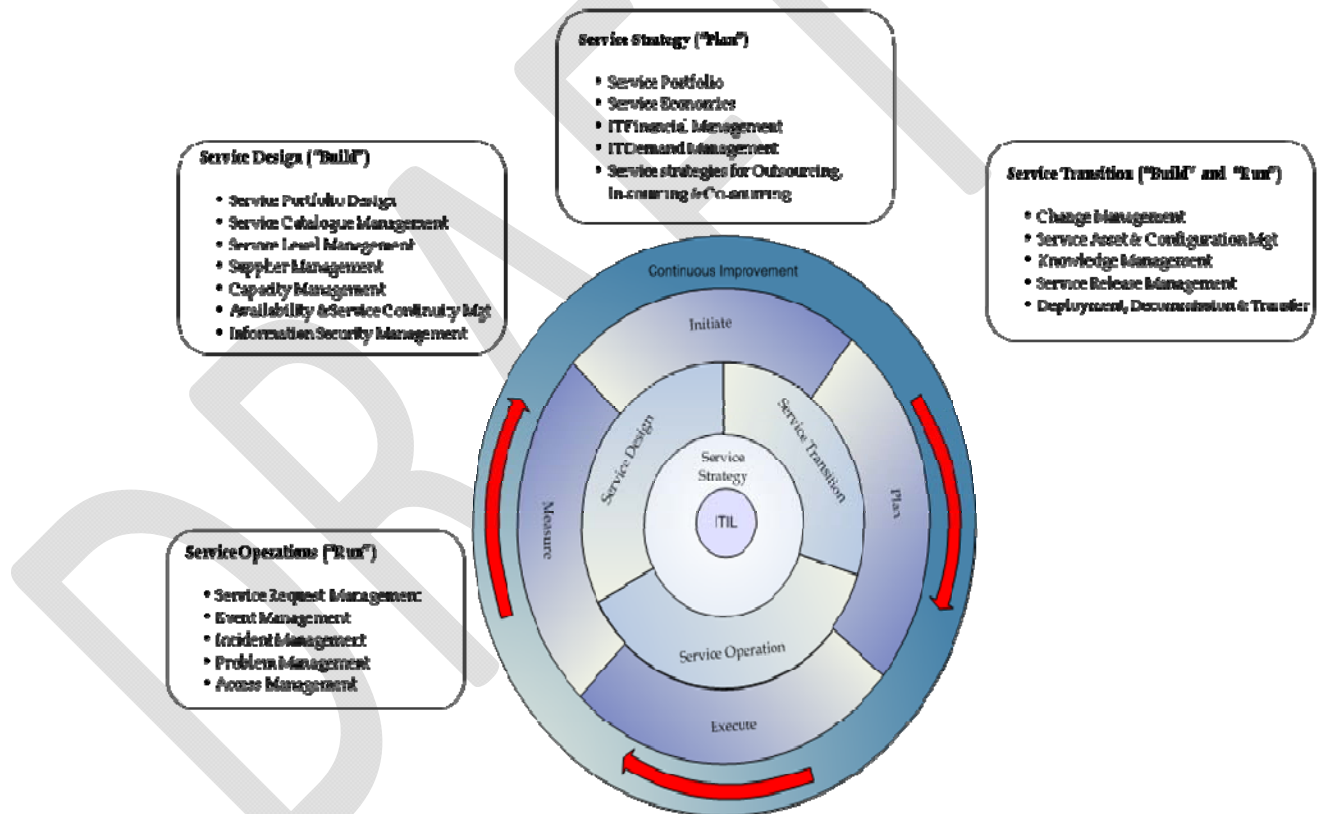 Service Strategy ("Plan")
• Service Portfolio
• Service Economics
• IT Financial Management
• IT Demand Management
• Service strategies for Outsourcing,
In-sourcing & Co-sourcing
Service Design ("Build")
• Service Portfolio Design
• Service Catalogue Management
• Service Level Management
• Supplier Management
• Capacity Management
• Availability & Service Continuity Mgt
• Information Security Management
Service Transition ("Build" and "Run")
• Change Management
• Service Asset & Configuration Mgt
• Knowledge Management
• Service Release Management
• Deployment, Decommission & Transfer
Service Operations ("Run")
• Service Request Management
• Event Management
• Incident Management
• Problem Management
• Access Management
Continuous Improvement
Initiate
Plan
Execute
Measure
Service Design
Service Transition
Service Operation
Service
Strategy
ITIL
DRAFT